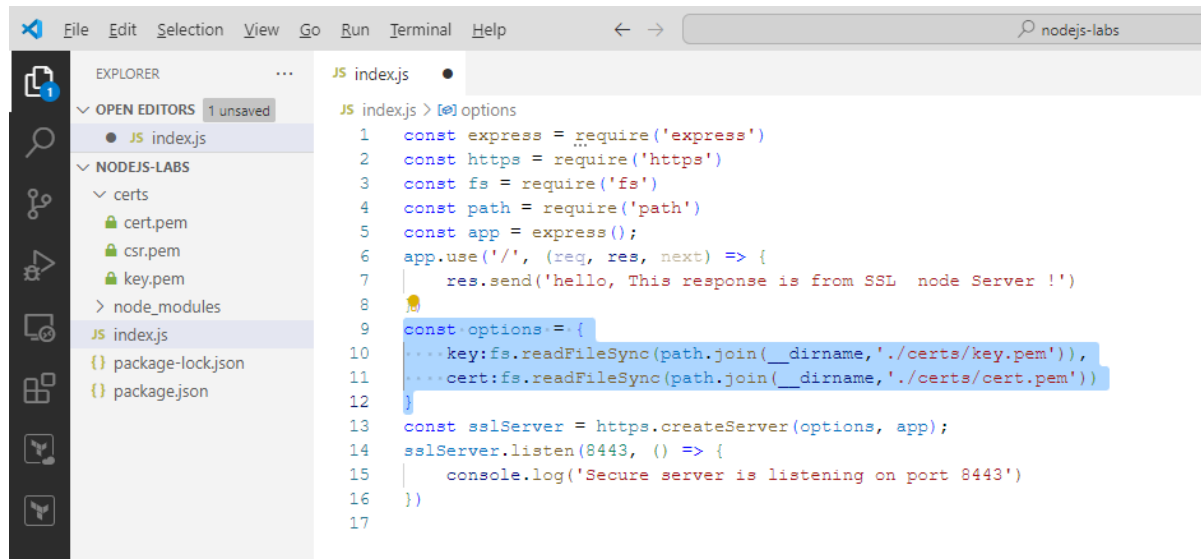 File Edit Selection View Go Run Terminal Help ← → nodejs-labs
EXPLORER ···
1
OPEN EDITORS 1 unsaved
JS index.js
NODEJS-LABS
certs
cert.pem
csr.pem
key.pem
node_modules
JS index.js
{} package-lock.json
{} package.json
JS index.js ●
JS index.js > options
1 const express = require('express')
2 const https = require('https')
3 const fs = require('fs')
4 const path = require('path')
5 const app = express();
6 app.use('/', (req, res, next) => {
7     res.send('hello, This response is from SSL  node Server !')
8 })
9 const options = {
10     key:fs.readFileSync(path.join(__dirname,'./certs/key.pem')),
11     cert:fs.readFileSync(path.join(__dirname,'./certs/cert.pem'))
12 }
13 const sslServer = https.createServer(options, app);
14 sslServer.listen(8443, () => {
15     console.log('Secure server is listening on port 8443')
16 })
17